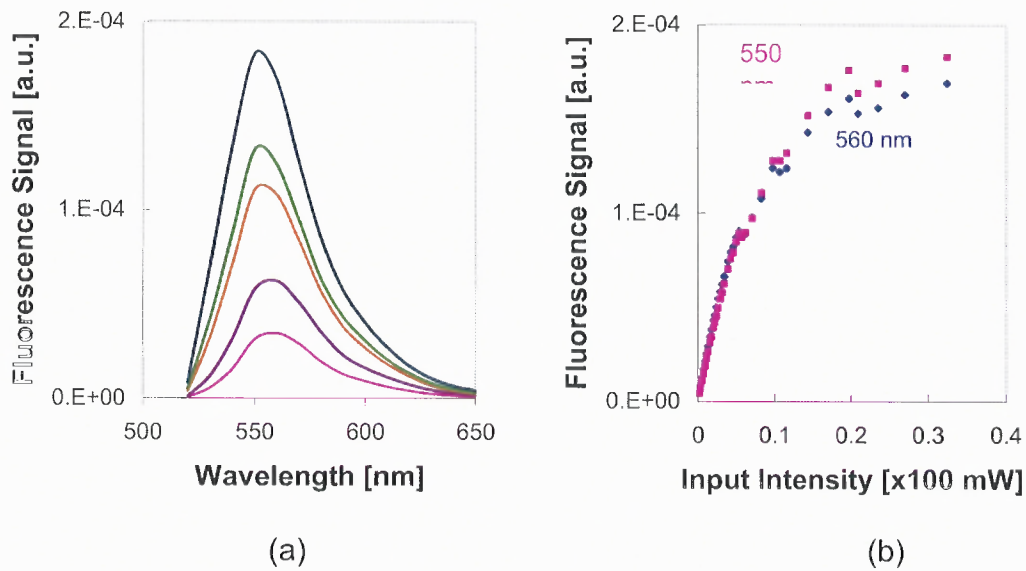 2.E-04
1.E-04
0.E+00
500
550
600
650
Fluorescence Signal [a.u.]
Wavelength [nm]
(a)
2.E-04
1.E-04
0.E+00
0
0.1
0.2
0.3
0.4
Fluorescence Signal [a.u.]
550
560 nm
Input Intensity [x100 mW]
(b)